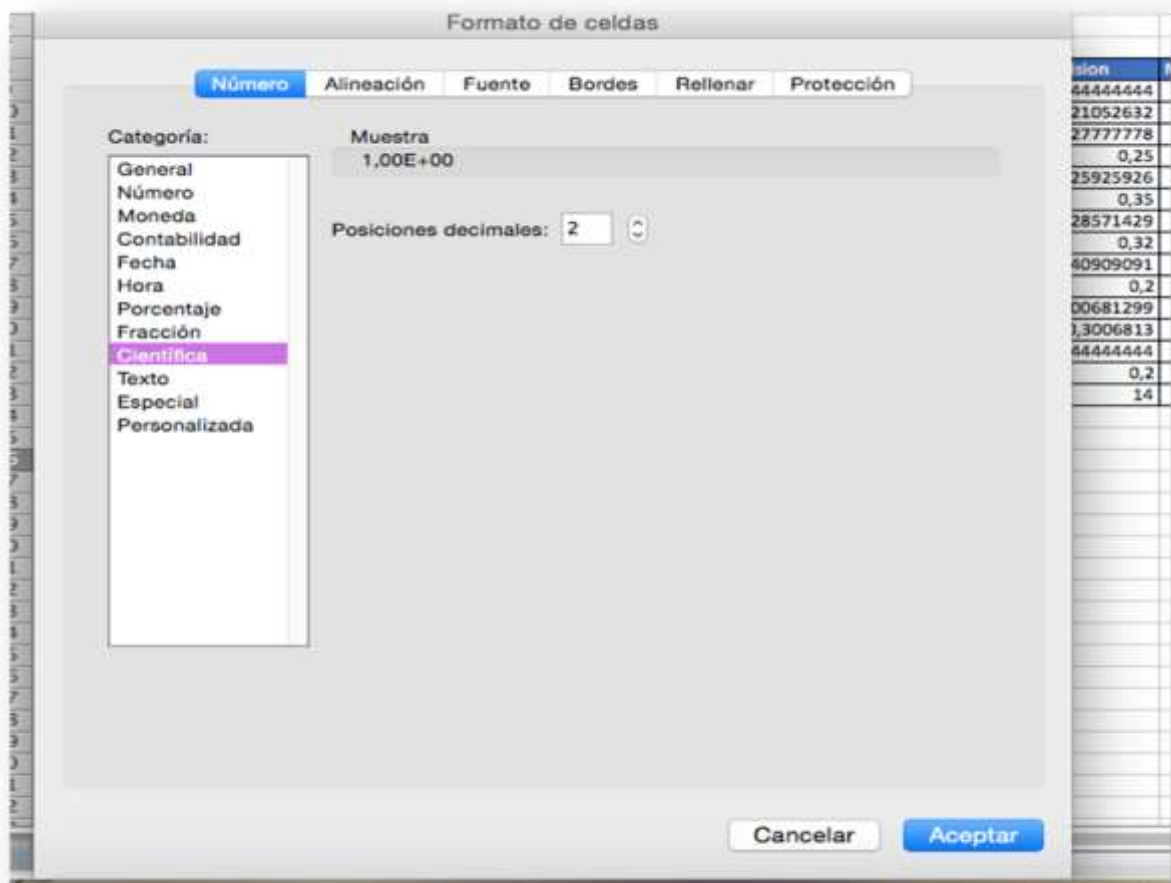 Formato de celdas
Número Alineación Fuente Bordes Rellenar Protección
Categoría:
General
Número
Moneda
Contabilidad
Fecha
Hora
Porcentaje
Fracción
Científica
Texto
Especial
Personalizada
Muestra
1,00E+00
Posiciones decimales: 2
Cancelar Aceptar
sion
44444444
21052632
27777778
0,25
25925926
0,35
28571429
0,32
40909091
0,2
00681299
,3006813
44444444
0,2
14